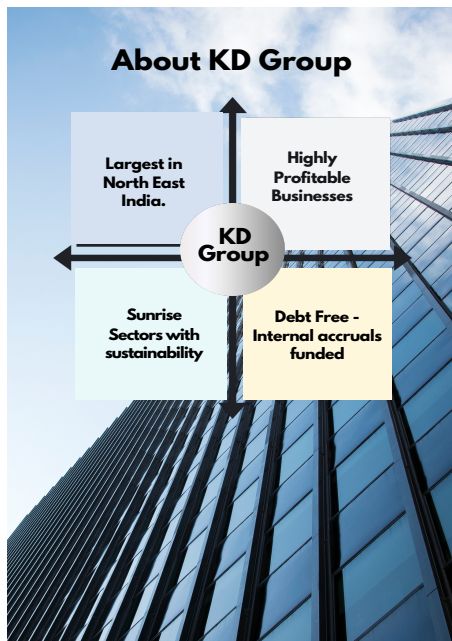 About KD Group
Largest in
North East
India.
Highly
Profitable
Businesses
KD
Group
Sunrise
Sectors with
sustainability
Debt Free -
Internal accruals
funded